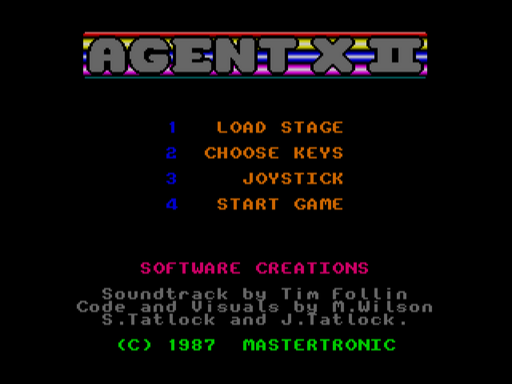 AGENT X II
1 LOAD STAGE
2 CHOOSE KEYS
3 JOYSTICK
4 START GAME
SOFTWARE CREATIONS
Soundtrack by Tim Follin
Code and Visuals by M.Wilson
S.Tatlock and J.Tatlock.
(C) 1987 MASTERTRONIC